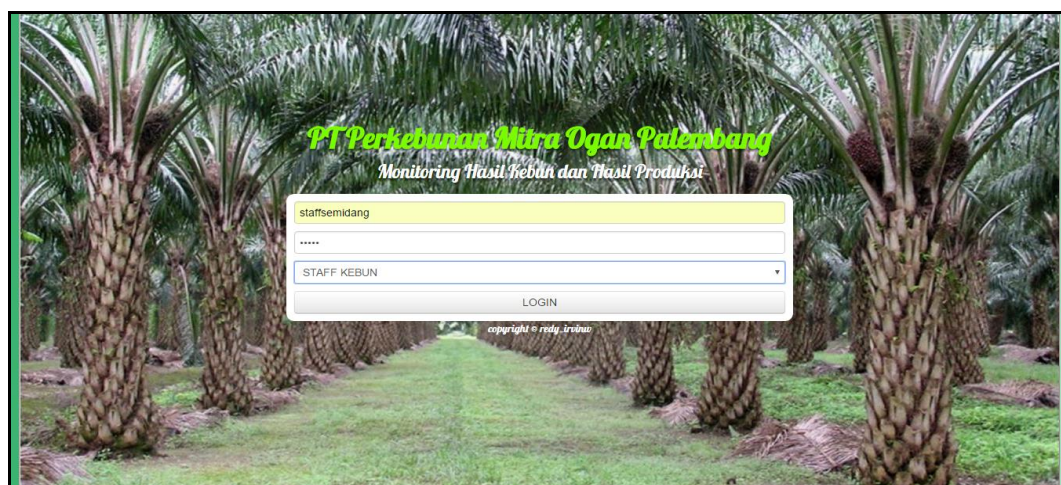 PT Perkebunan Mitra Ogan Palembang
Monitoring Hasil Kebun dan Hasil Produksi
staffsemidang
•••••
STAFF KEBUN
LOGIN
copyright © redy_irvinw